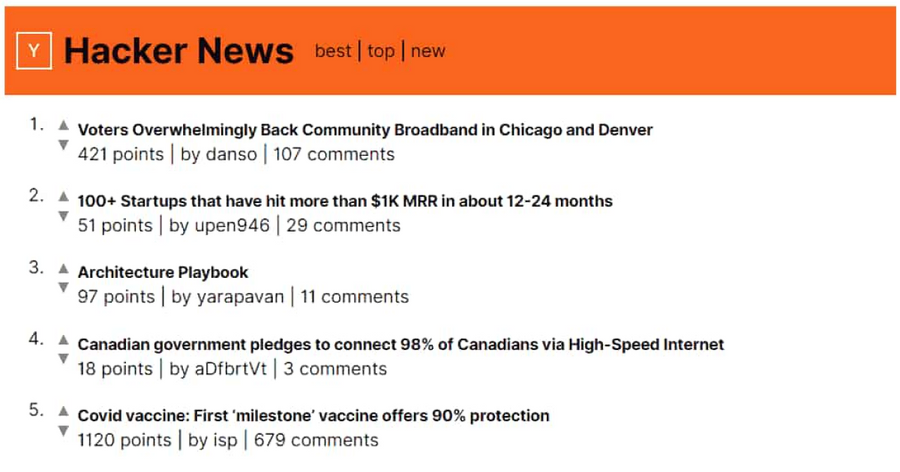 Y Hacker News best | top | new
1. ▲ Voters Overwhelmingly Back Community Broadband in Chicago and Denver
▼ 421 points | by danso | 107 comments
2. ▲ 100+ Startups that have hit more than $1K MRR in about 12-24 months
▼ 51 points | by upen946 | 29 comments
3. ▲ Architecture Playbook
▼ 97 points | by yarapavan | 11 comments
4. ▲ Canadian government pledges to connect 98% of Canadians via High-Speed Internet
▼ 18 points | by aDfbrtVt | 3 comments
5. ▲ Covid vaccine: First ‘milestone’ vaccine offers 90% protection
▼ 1120 points | by isp | 679 comments